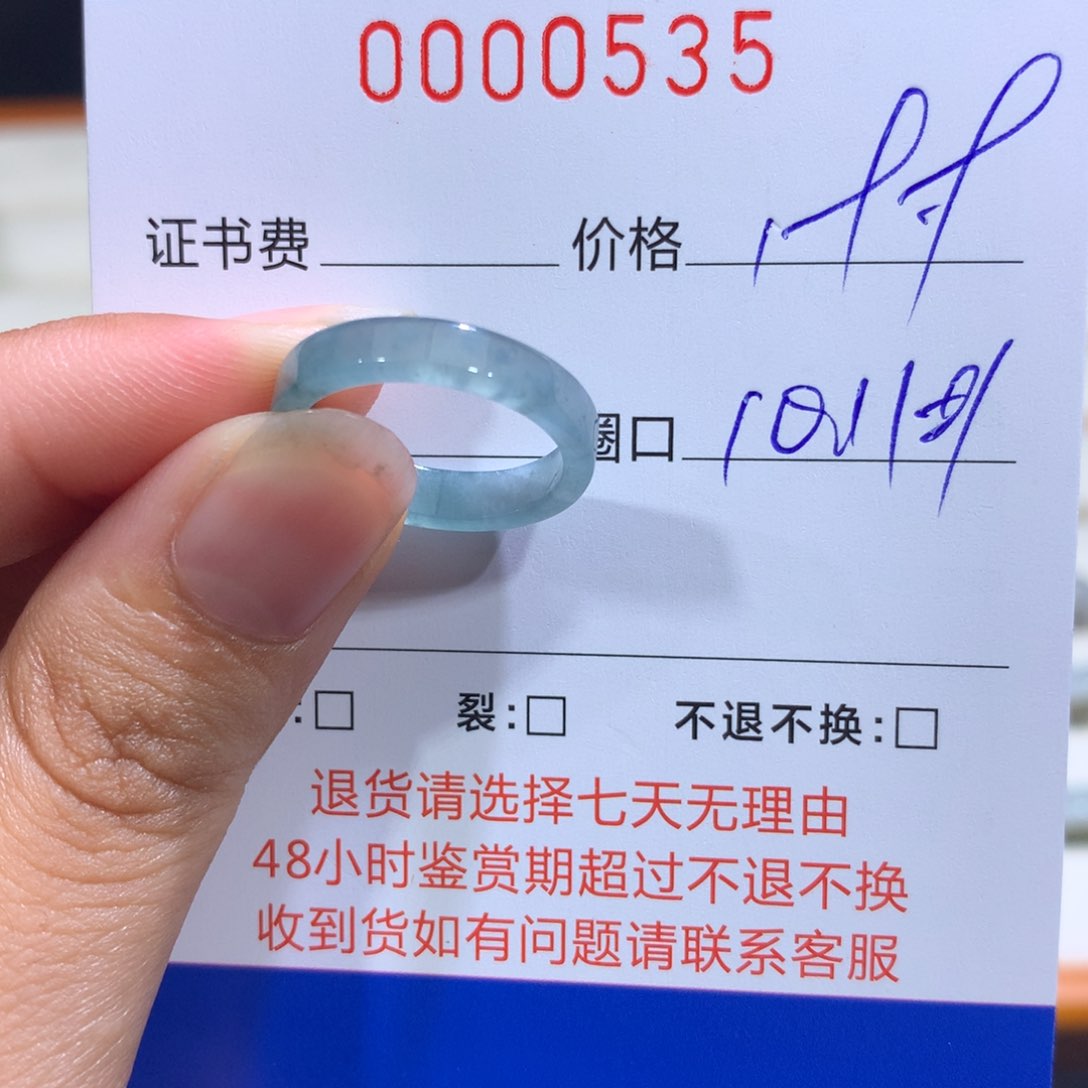 0000535
证书费 价格
圈口
裂:□ 不退不换:□
退货请选择七天无理由
48小时鉴赏期超过不退不换
收到货如有问题请联系客服